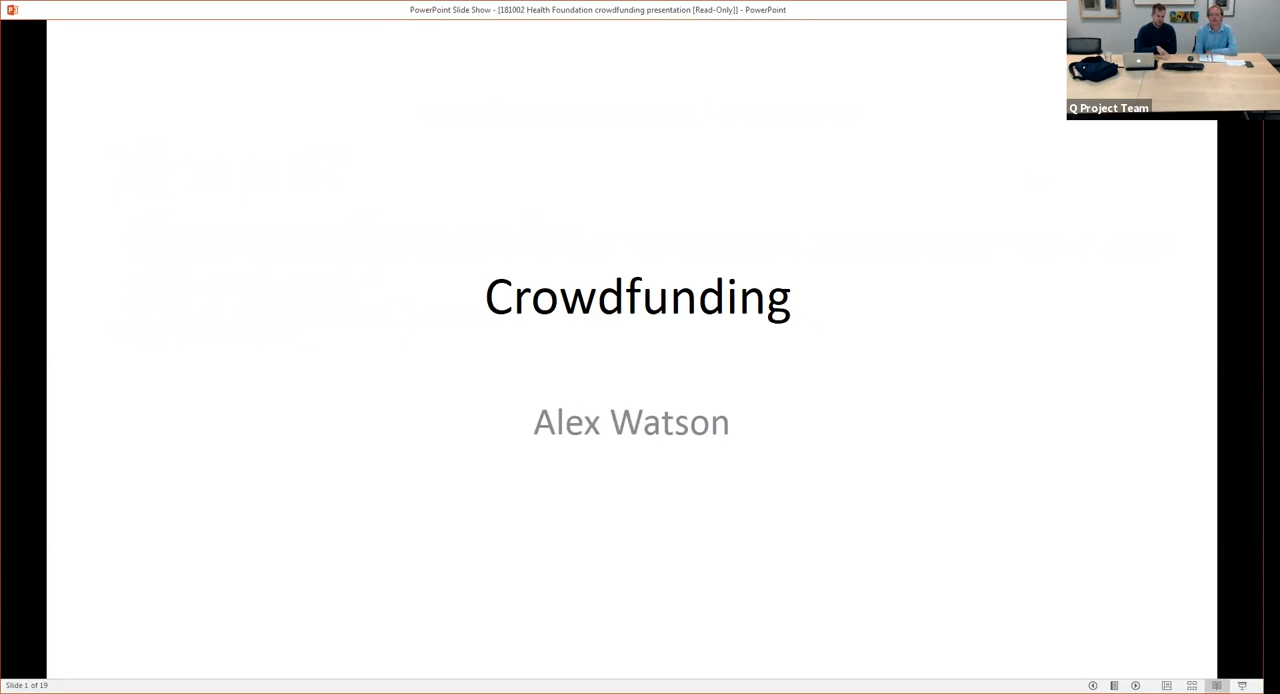 PowerPoint Slide Show - [181002 Health Foundation crowdfunding presentation [Read-Only]] - PowerPoint
Q Project Team
Crowdfunding
Alex Watson
Slide 1 of 19